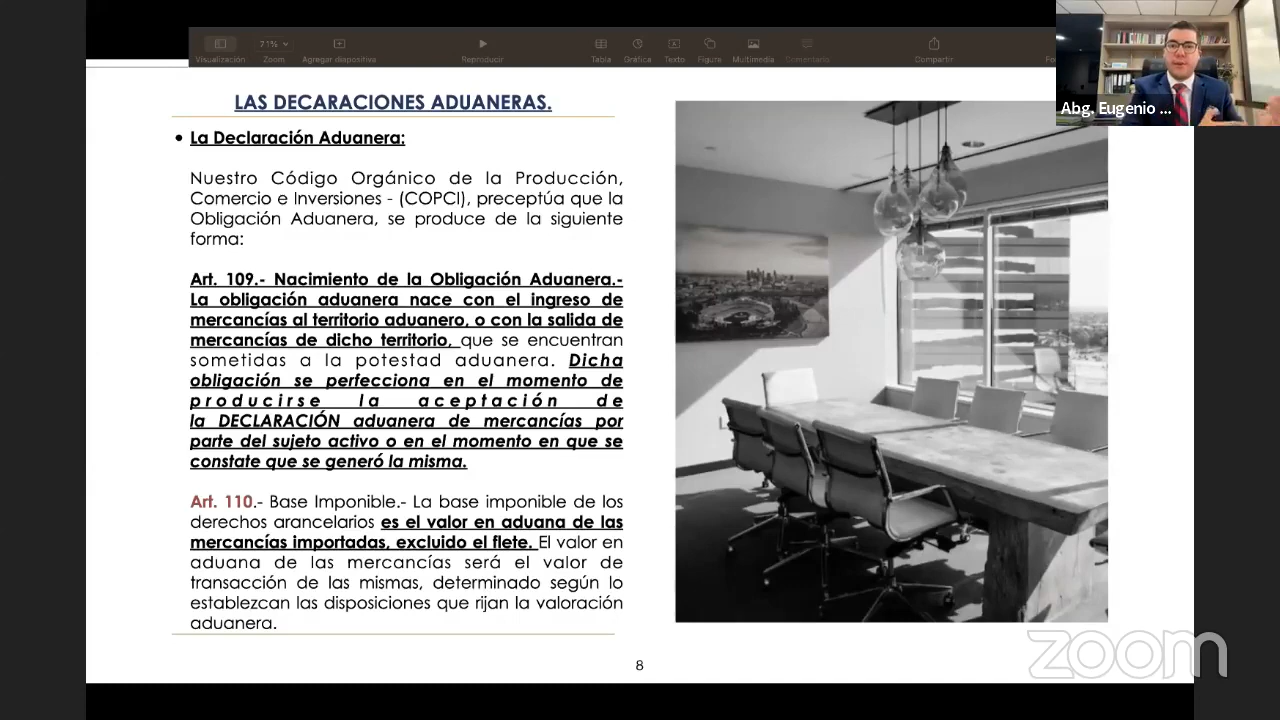 71%
Visualización Zoom Agregar diapositiva Reproducir Tabla Gráfica Texto Figura Multimedia Comentario Compartir
Abg. Eugenio ...
LAS DECARACIONES ADUANERAS.
• La Declaración Aduanera:
Nuestro Código Orgánico de la Producción,
Comercio e Inversiones - (COPCI), preceptúa que la
Obligación Aduanera, se produce de la siguiente
forma:
Art. 109.- Nacimiento de la Obligación Aduanera.-
La obligación aduanera nace con el ingreso de
mercancías al territorio aduanero, o con la salida de
mercancías de dicho territorio, que se encuentran
sometidas a la potestad aduanera. Dicha
obligación se perfecciona en el momento de
producirse la aceptación de
la DECLARACIÓN aduanera de mercancías por
parte del sujeto activo o en el momento en que se
constate que se generó la misma.
Art. 110.- Base Imponible.- La base imponible de los
derechos arancelarios es el valor en aduana de las
mercancías importadas, excluido el flete. El valor en
aduana de las mercancías será el valor de
transacción de las mismas, determinado según lo
establezcan las disposiciones que rijan la valoración
aduanera.
8
zoom